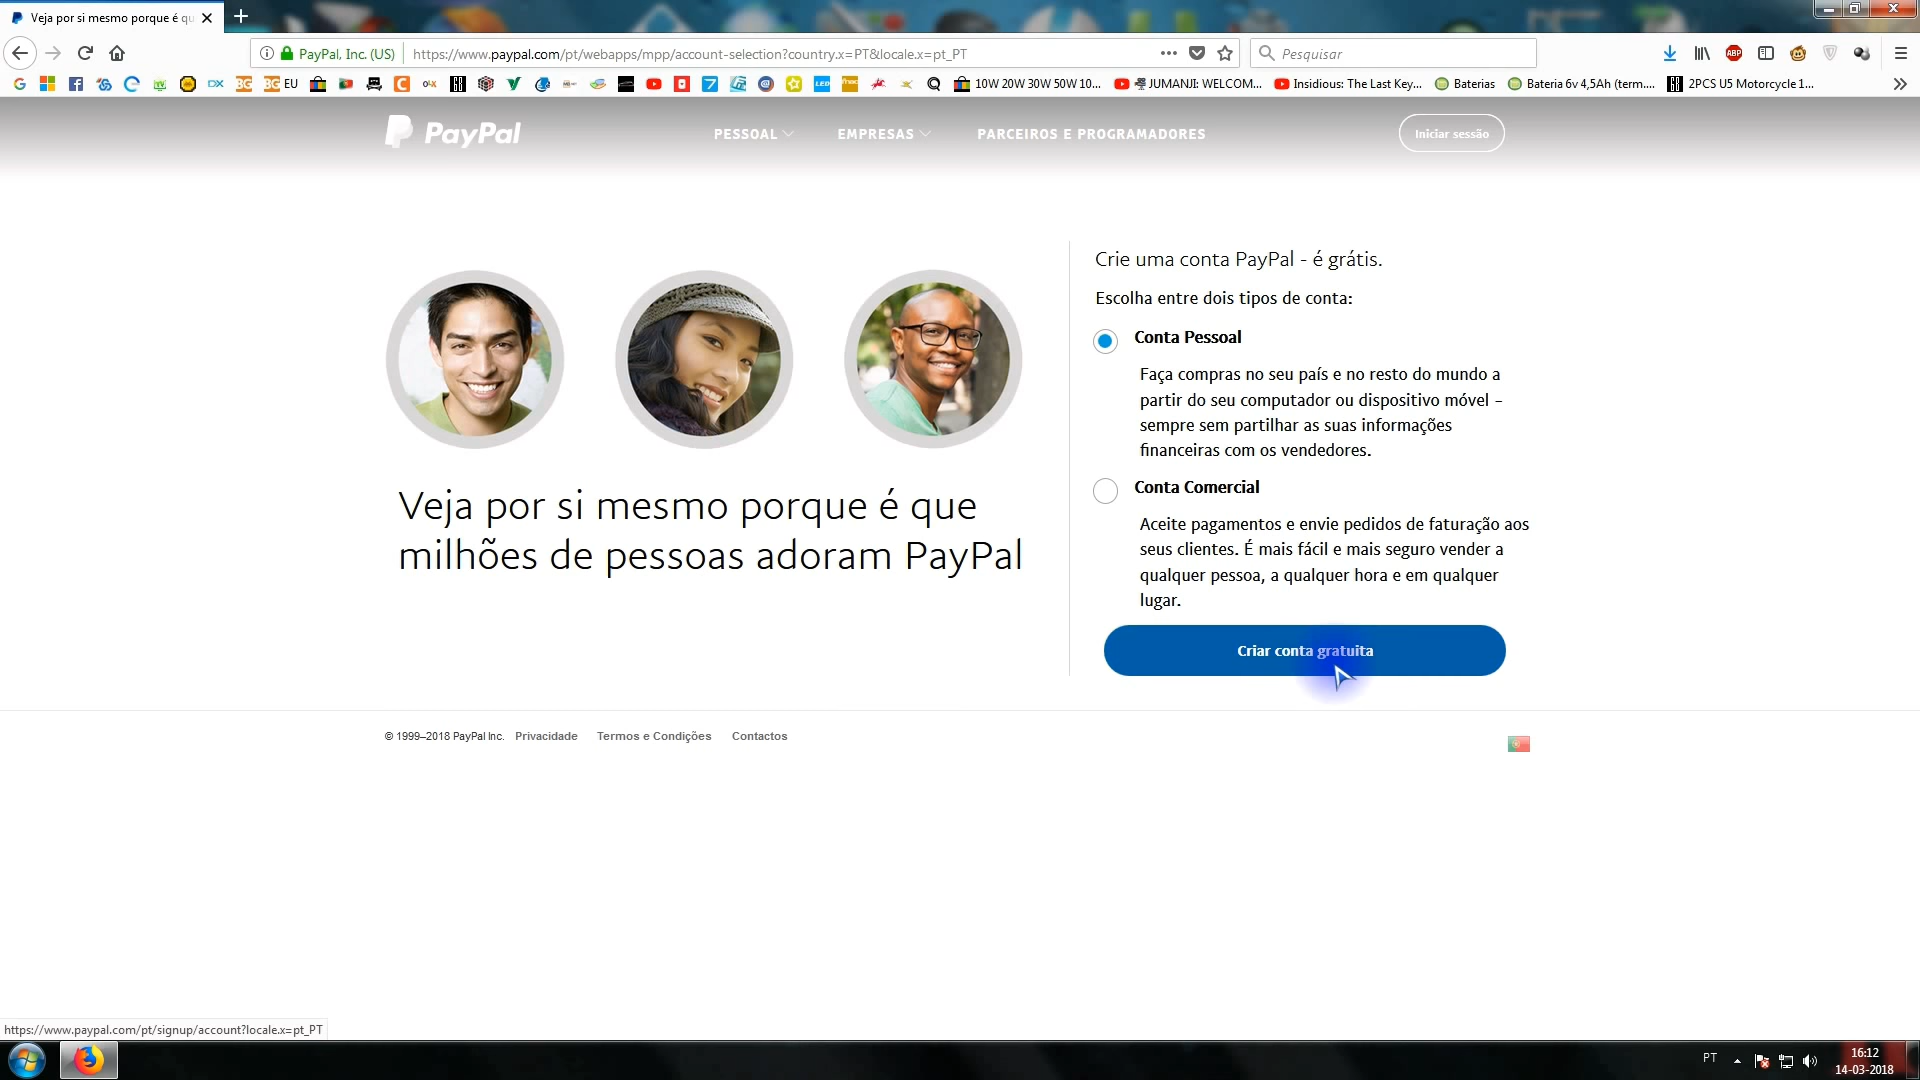 Veja por si mesmo porque é qu
PayPal, Inc. (US)
https://www.paypal.com/pt/webapps/mpp/account-selection?country.x=PT&locale.x=pt_PT
Pesquisar
ABP
EU
10W 20W 30W 50W 10...
JUMANJI: WELCOM...
Insidious: The Last Key...
Baterias
Bateria 6v 4,5Ah (term....
2PCS U5 Motorcycle 1...
PayPal
PESSOAL
EMPRESAS
PARCEIROS E PROGRAMADORES
Iniciar sessão
Veja por si mesmo porque é que
milhões de pessoas adoram PayPal
Crie uma conta PayPal - é grátis.
Escolha entre dois tipos de conta:
Conta Pessoal
Faça compras no seu país e no resto do mundo a
partir do seu computador ou dispositivo móvel –
sempre sem partilhar as suas informações
financeiras com os vendedores.
Conta Comercial
Aceite pagamentos e envie pedidos de faturação aos
seus clientes. É mais fácil e mais seguro vender a
qualquer pessoa, a qualquer hora e em qualquer
lugar.
Criar conta gratuita
© 1999–2018 PayPal Inc.
Privacidade
Termos e Condições
Contactos
https://www.paypal.com/pt/signup/account?locale.x=pt_PT
PT
16:12
14-03-2018